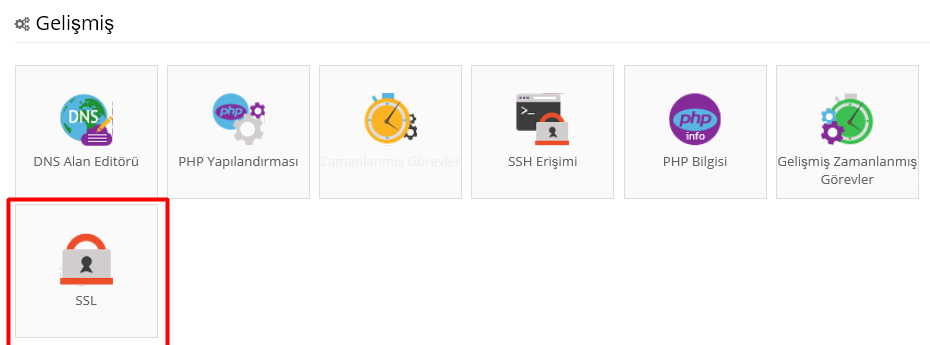 Gelişmiş
DNS
php
>_
php
info
DNS Alan Editörü
PHP Yapılandırması
Zamanlanmış Görevler
SSH Erişimi
PHP Bilgisi
Gelişmiş Zamanlanmış
Görevler
SSL